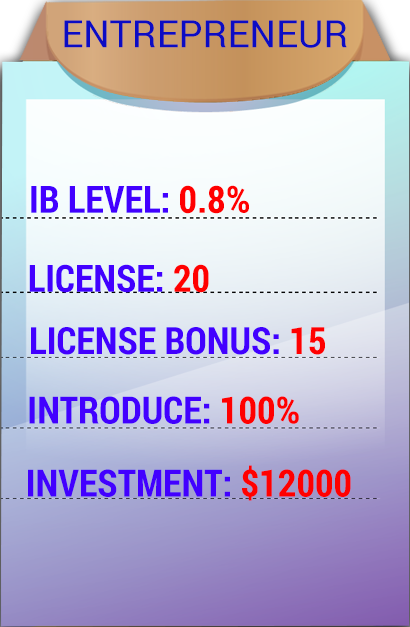 ENTREPRENEUR
IB LEVEL: 0.8%
LICENSE: 20
LICENSE BONUS: 15
INTRODUCE: 100%
INVESTMENT: $12000